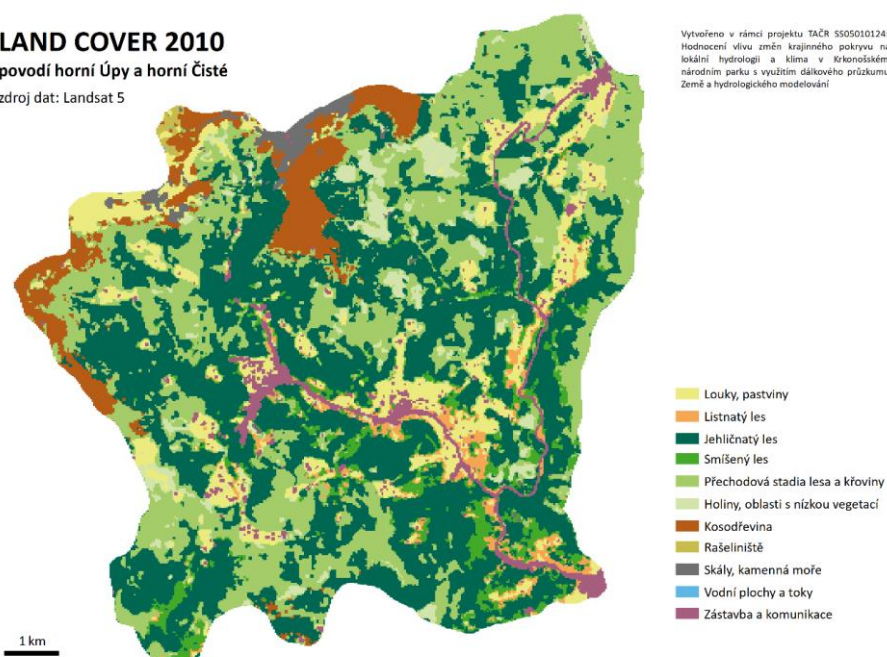 LAND COVER 2010
povodí horní Úpy a horní Čisté
zdroj dat: Landsat 5
Vytvořeno v rámci projektu TAČR SS05010124:
Hodnocení vlivu změn krajinného pokryvu na
lokální hydrologii a klima v Krkonošském
národním parku s využitím dálkového průzkumu
Země a hydrologického modelování
Louky, pastviny
Listnatý les
Jehličnatý les
Smíšený les
Přechodová stadia lesa a křoviny
Holiny, oblasti s nízkou vegetací
Kosodřevina
Rašeliniště
Skály, kamenná moře
Vodní plochy a toky
Zástavba a komunikace
1 km